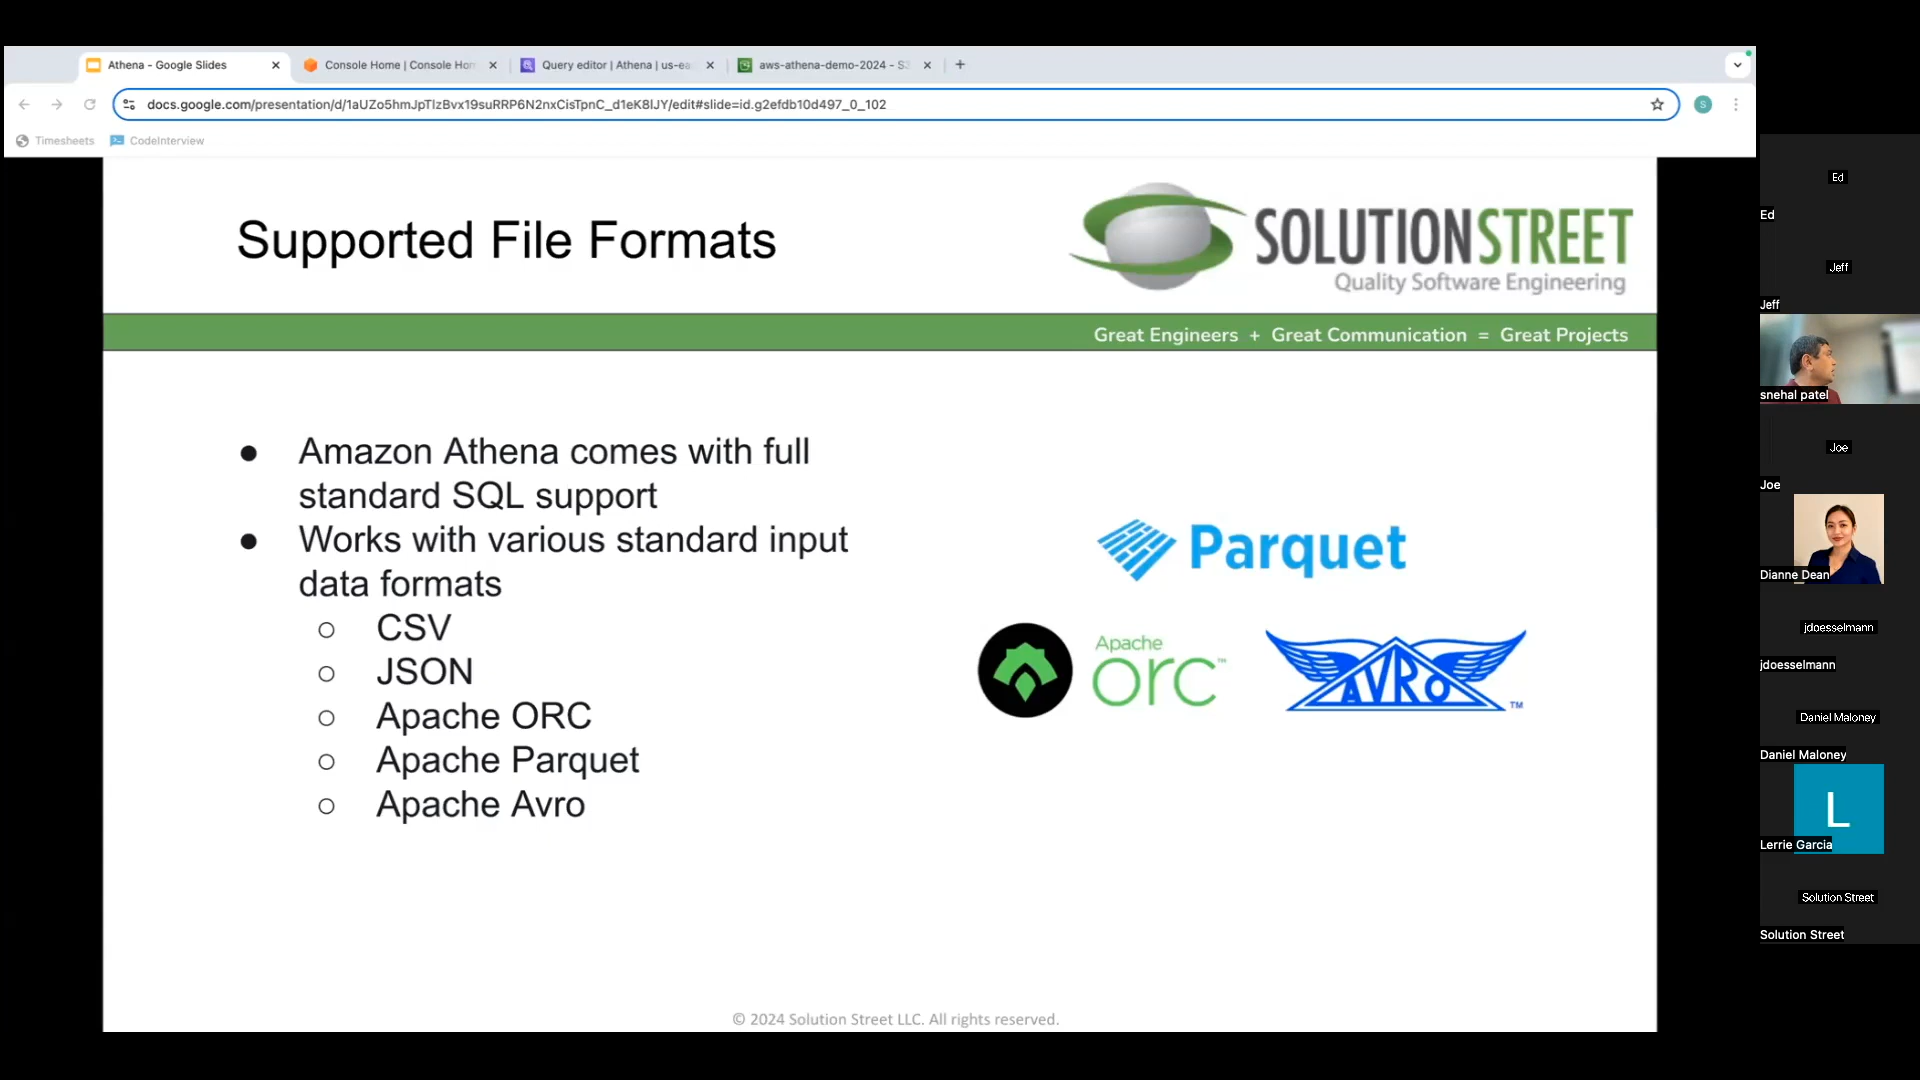 Athena - Google Slides
Console Home | Console Hom
Query editor | Athena | us-ea
aws-athena-demo-2024 - S3
docs.google.com/presentation/d/1aUZo5hmJpTIzBvx19suRRP6N2nxCisTpnC_d1eK8IJY/edit#slide=id.g2efdb10d497_0_102
S
Timesheets
CodeInterview
Supported File Formats
SOLUTIONSTREET
Quality Software Engineering
Great Engineers + Great Communication = Great Projects
● Amazon Athena comes with full
standard SQL support
● Works with various standard input
data formats
○ CSV
○ JSON
○ Apache ORC
○ Apache Parquet
○ Apache Avro
Parquet
Apache
orc™
AVRO™
© 2024 Solution Street LLC. All rights reserved.
Ed
Ed
Jeff
Jeff
snehal patel
Joe
Joe
Dianne Dean
jdoesselmann
jdoesselmann
Daniel Maloney
Daniel Maloney
L
Lerrie Garcia
Solution Street
Solution Street